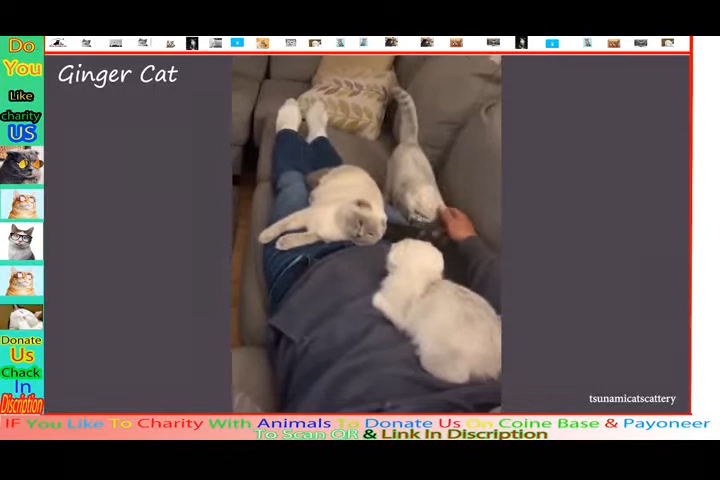 Do
You
Like
charity
US
Ginger Cat
Donate
Us
Chack
In
Discription
tsunamicatscattery
IF You Like To Charity With Animals To Donate Us On Coine Base & Payoneer
To Scan QR & Link In Discription